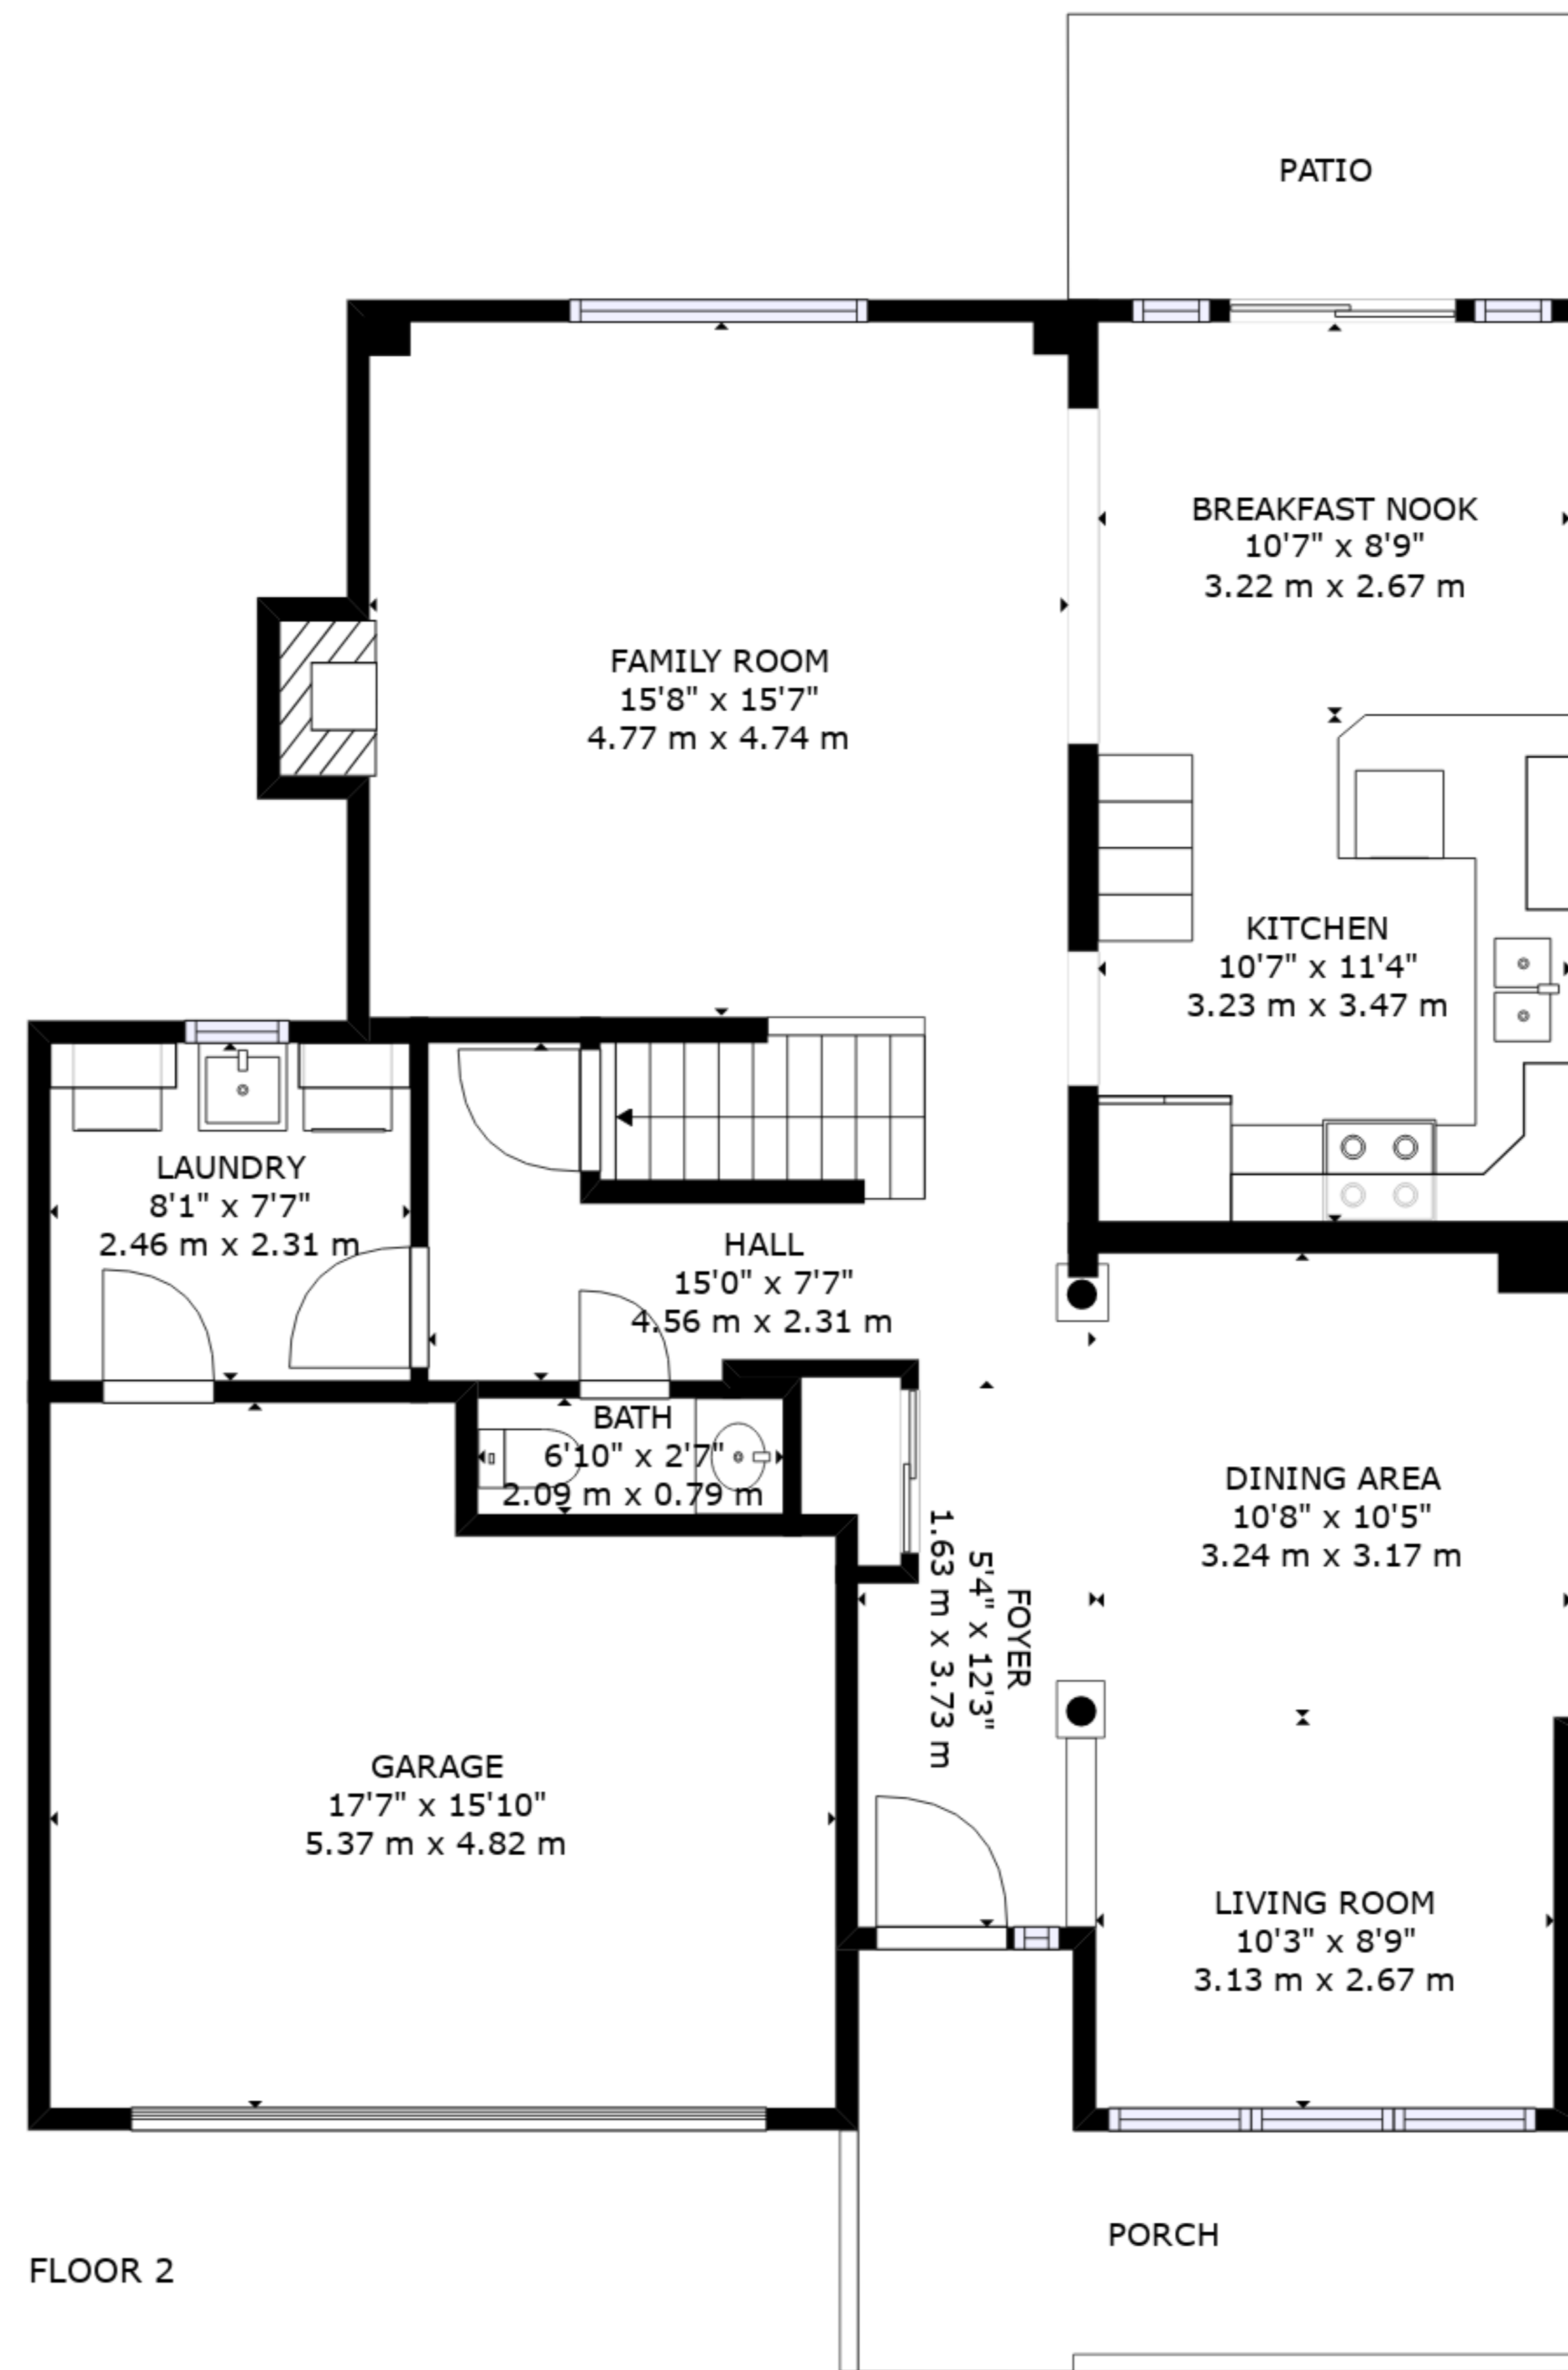 PATIO
BREAKFAST NOOK
10'7" x 8'9"
3.22 m x 2.67 m
FAMILY ROOM
15'8" x 15'7"
4.77 m x 4.74 m
KITCHEN
10'7" x 11'4"
3.23 m x 3.47 m
LAUNDRY
8'1" x 7'7"
2.46 m x 2.31 m
HALL
15'0" x 7'7"
4.56 m x 2.31 m
BATH
6'10" x 2'7"
2.09 m x 0.79 m
DINING AREA
10'8" x 10'5"
3.24 m x 3.17 m
FOYER
5'4" x 12'3"
1.63 m x 3.73 m
GARAGE
17'7" x 15'10"
5.37 m x 4.82 m
LIVING ROOM
10'3" x 8'9"
3.13 m x 2.67 m
PORCH
FLOOR 2